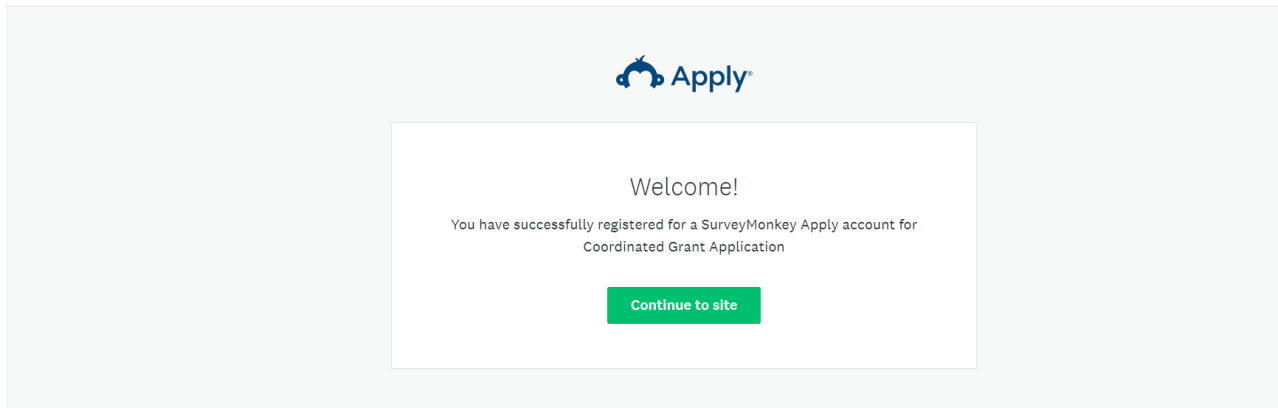 Apply®
Welcome!
You have successfully registered for a SurveyMonkey Apply account for
Coordinated Grant Application
Continue to site